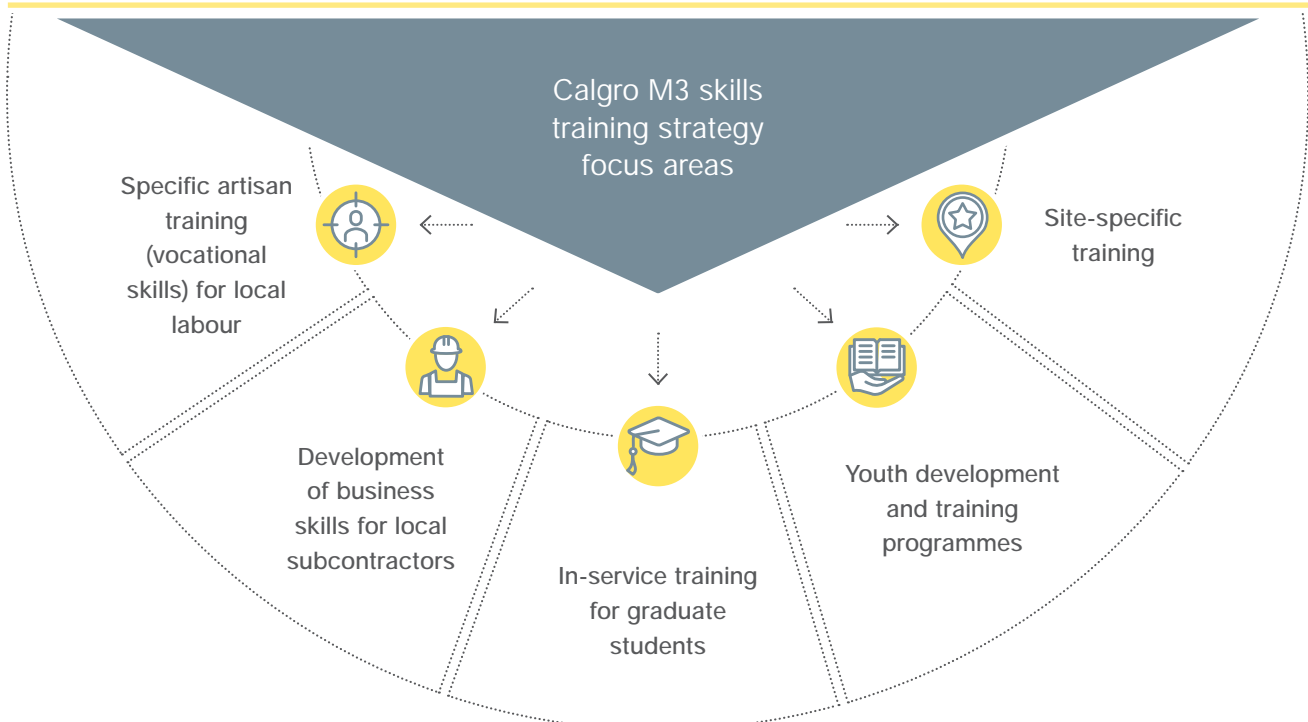 Calgro M3 skills
training strategy
focus areas
Specific artisan
training
(vocational
skills) for local
labour
Development
of business
skills for local
subcontractors
In-service training
for graduate
students
Youth development
and training
programmes
Site-specific
training